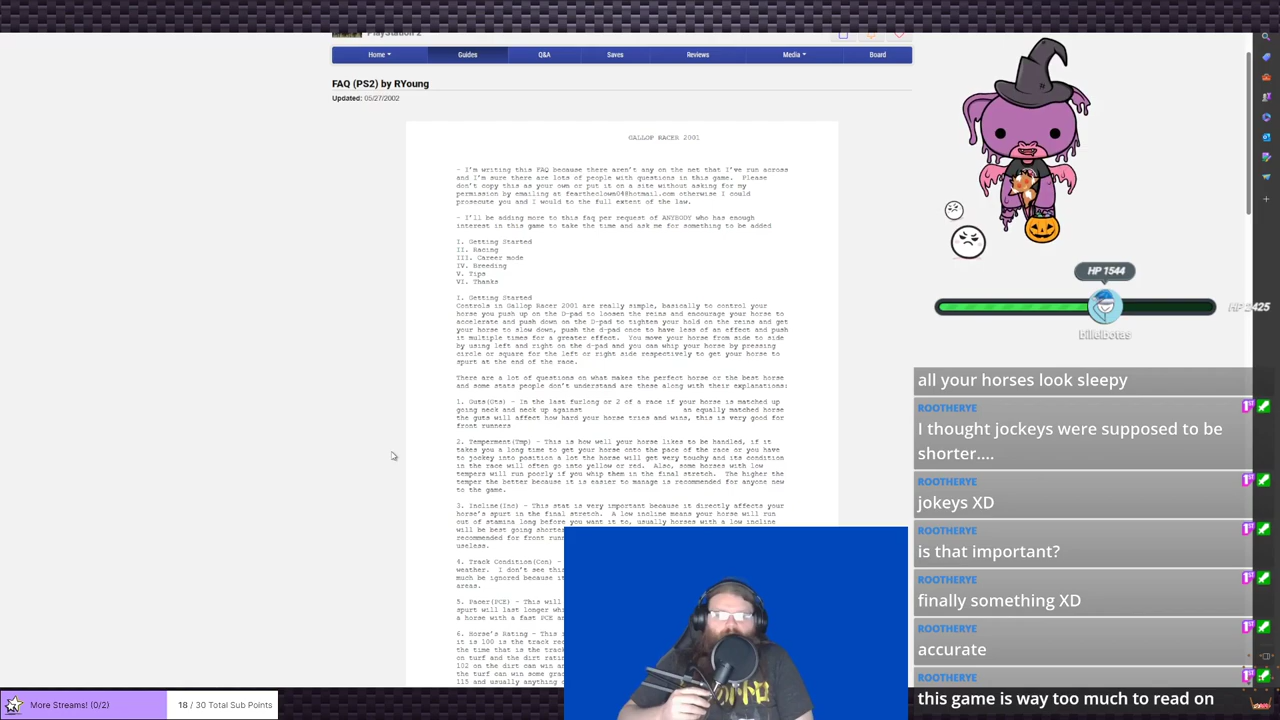 PlayStation 2
Home
Guides
Q&A
Saves
Reviews
Media
Board
FAQ (PS2) by RYoung
Updated: 05/27/2002
GALLOP RACER 2001
- I'm writing this FAQ because there aren't any on the net that I've run across
and I'm sure there are lots of people with questions in this game. Please
don't copy this as your own or put it on a site without asking for my
permission by emailing at feartheclown04@hotmail.com otherwise I could
prosecute you and I would to the full extent of the law.
- I'll be adding more to this faq per request of ANYBODY who has enough
interest in this game to take the time and ask me for something to be added
I. Getting Started
II. Racing
III. Career mode
IV. Breeding
V. Tips
VI. Thanks
I. Getting Started
Controls in Gallop Racer 2001 are really simple, basically to control your
horse you push up on the D-pad to loosen the reins and encourage your horse to
accelerate and push down on the D-pad to tighten your hold on the reins and get
your horse to slow down, push the d-pad once to have less of an effect and push
it multiple times for a greater effect. You move your horse from side to side
by using left and right on the d-pad and you can whip your horse by pressing
circle or square for the left or right side respectively to get your horse to
spurt at the end of the race.
There are a lot of questions on what makes the perfect horse or the best horse
and some stats people don't understand are these along with their explanations:
1. Guts(Gts) - In the last furlong or 2 of a race if your horse is matched up
going neck and neck up against an equally matched horse
the guts will affect how hard your horse tries and wins, this is very good for
front runners
2. Temperment(Tmp) - This is how well your horse likes to be handled, if it
takes you a long time to get your horse onto the pace of the race or you have
to jockey into position a lot the horse will get very touchy and its condition
in the race will often go into yellow or red. Also, some horses with low
tempers will run poorly if you whip them in the final stretch. The higher the
temper the better because it is easier to manage is recommended for anyone new
to the game.
3. Incline(Inc) - This stat is very important because it directly affects your
horse's spurt in the final stretch. A low incline means your horse will run
out of stamina long before you want it to, usually horses with a low incline
will be best going shorte
recommended for front run
useless.
4. Track Condition(Con) -
weather. I don't see this
much be ignored because it
areas.
5. Pacer(PCE) - This will
spurt will last longer whi
a horse with a fast PCE an
6. Horse's Rating - This s
it is 100 is the track rec
the time that is the track
on turf and the dirt ratin
102 on the dirt can win an
the turf can win some gra
115 and usually anything
R
HP 1544
HP 2425
billelbotas
all your horses look sleepy
ROOTHERYE
I thought jockeys were supposed to be
shorter....
ROOTHERYE
jokeys XD
ROOTHERYE
is that important?
ROOTHERYE
finally something XD
ROOTHERYE
accurate
ROOTHERYE
this game is way too much to read on
More Streams! (0/2)
18 / 30 Total Sub Points